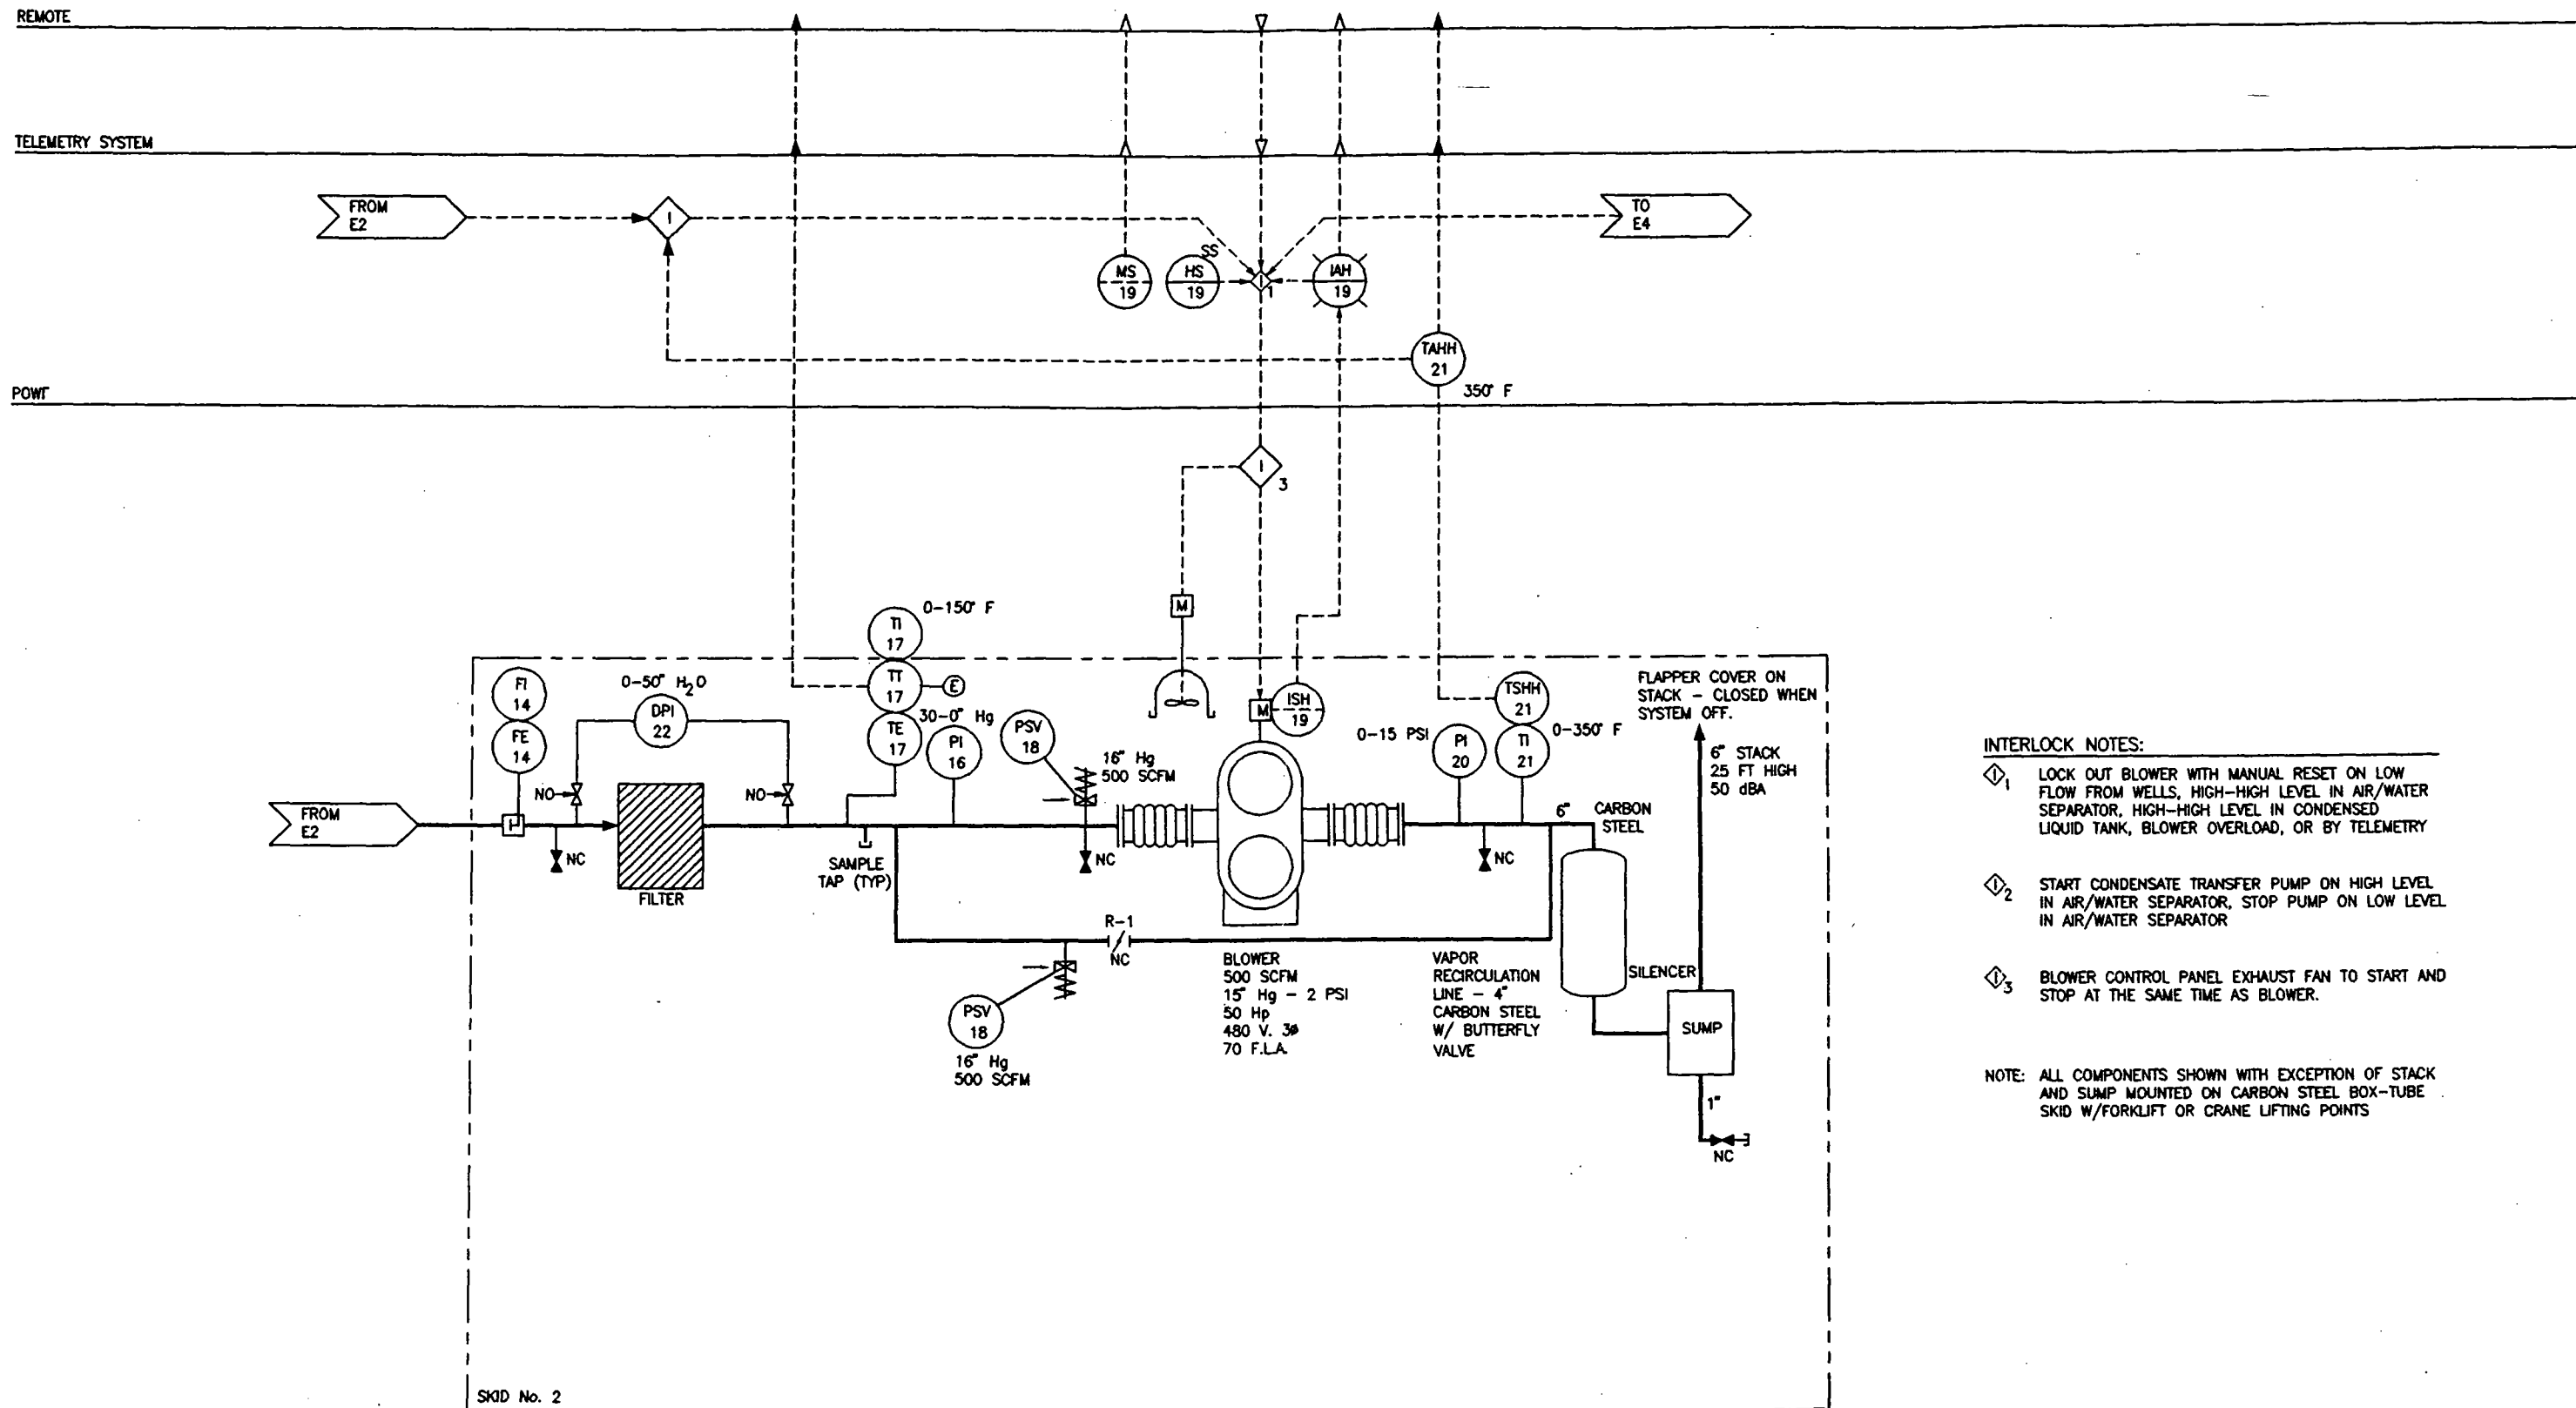 REMOTE
TELEMETRY SYSTEM
FROM
E2
I
TO
E4
MS
19
SS
HS
19
I
1
IAH
19
TAHH
21
350° F
I
3
M
TI
17
0-150° F
TT
17
E
TE
17
FI
14
FE
14
0-50" H2O
DPI
22
30-0" Hg
PI
16
PSV
18
16" Hg
500 SCFM
M
ISH
19
0-15 PSI
PI
20
TSHH
21
TI
21
0-350° F
FLAPPER COVER ON
STACK - CLOSED WHEN
SYSTEM OFF.
6" STACK
25 FT HIGH
50 dBA
FROM
E2
NO
NO
NC
FILTER
SAMPLE
TAP (TYP)
NC
NC
6"
CARBON
STEEL
R-1
NC
PSV
18
16" Hg
500 SCFM
BLOWER
500 SCFM
15" Hg - 2 PSI
50 Hp
480 V. 3ø
70 F.L.A.
VAPOR
RECIRCULATION
LINE - 4"
CARBON STEEL
W/ BUTTERFLY
VALVE
SILENCER
SUMP
1"
NC
SKID No. 2
INTERLOCK NOTES:
I 1 LOCK OUT BLOWER WITH MANUAL RESET ON LOW
FLOW FROM WELLS, HIGH-HIGH LEVEL IN AIR/WATER
SEPARATOR, HIGH-HIGH LEVEL IN CONDENSED
LIQUID TANK, BLOWER OVERLOAD, OR BY TELEMETRY
I 2 START CONDENSATE TRANSFER PUMP ON HIGH LEVEL
IN AIR/WATER SEPARATOR, STOP PUMP ON LOW LEVEL
IN AIR/WATER SEPARATOR
I 3 BLOWER CONTROL PANEL EXHAUST FAN TO START AND
STOP AT THE SAME TIME AS BLOWER.
NOTE: ALL COMPONENTS SHOWN WITH EXCEPTION OF STACK
AND SUMP MOUNTED ON CARBON STEEL BOX-TUBE
SKID W/FORKLIFT OR CRANE LIFTING POINTS